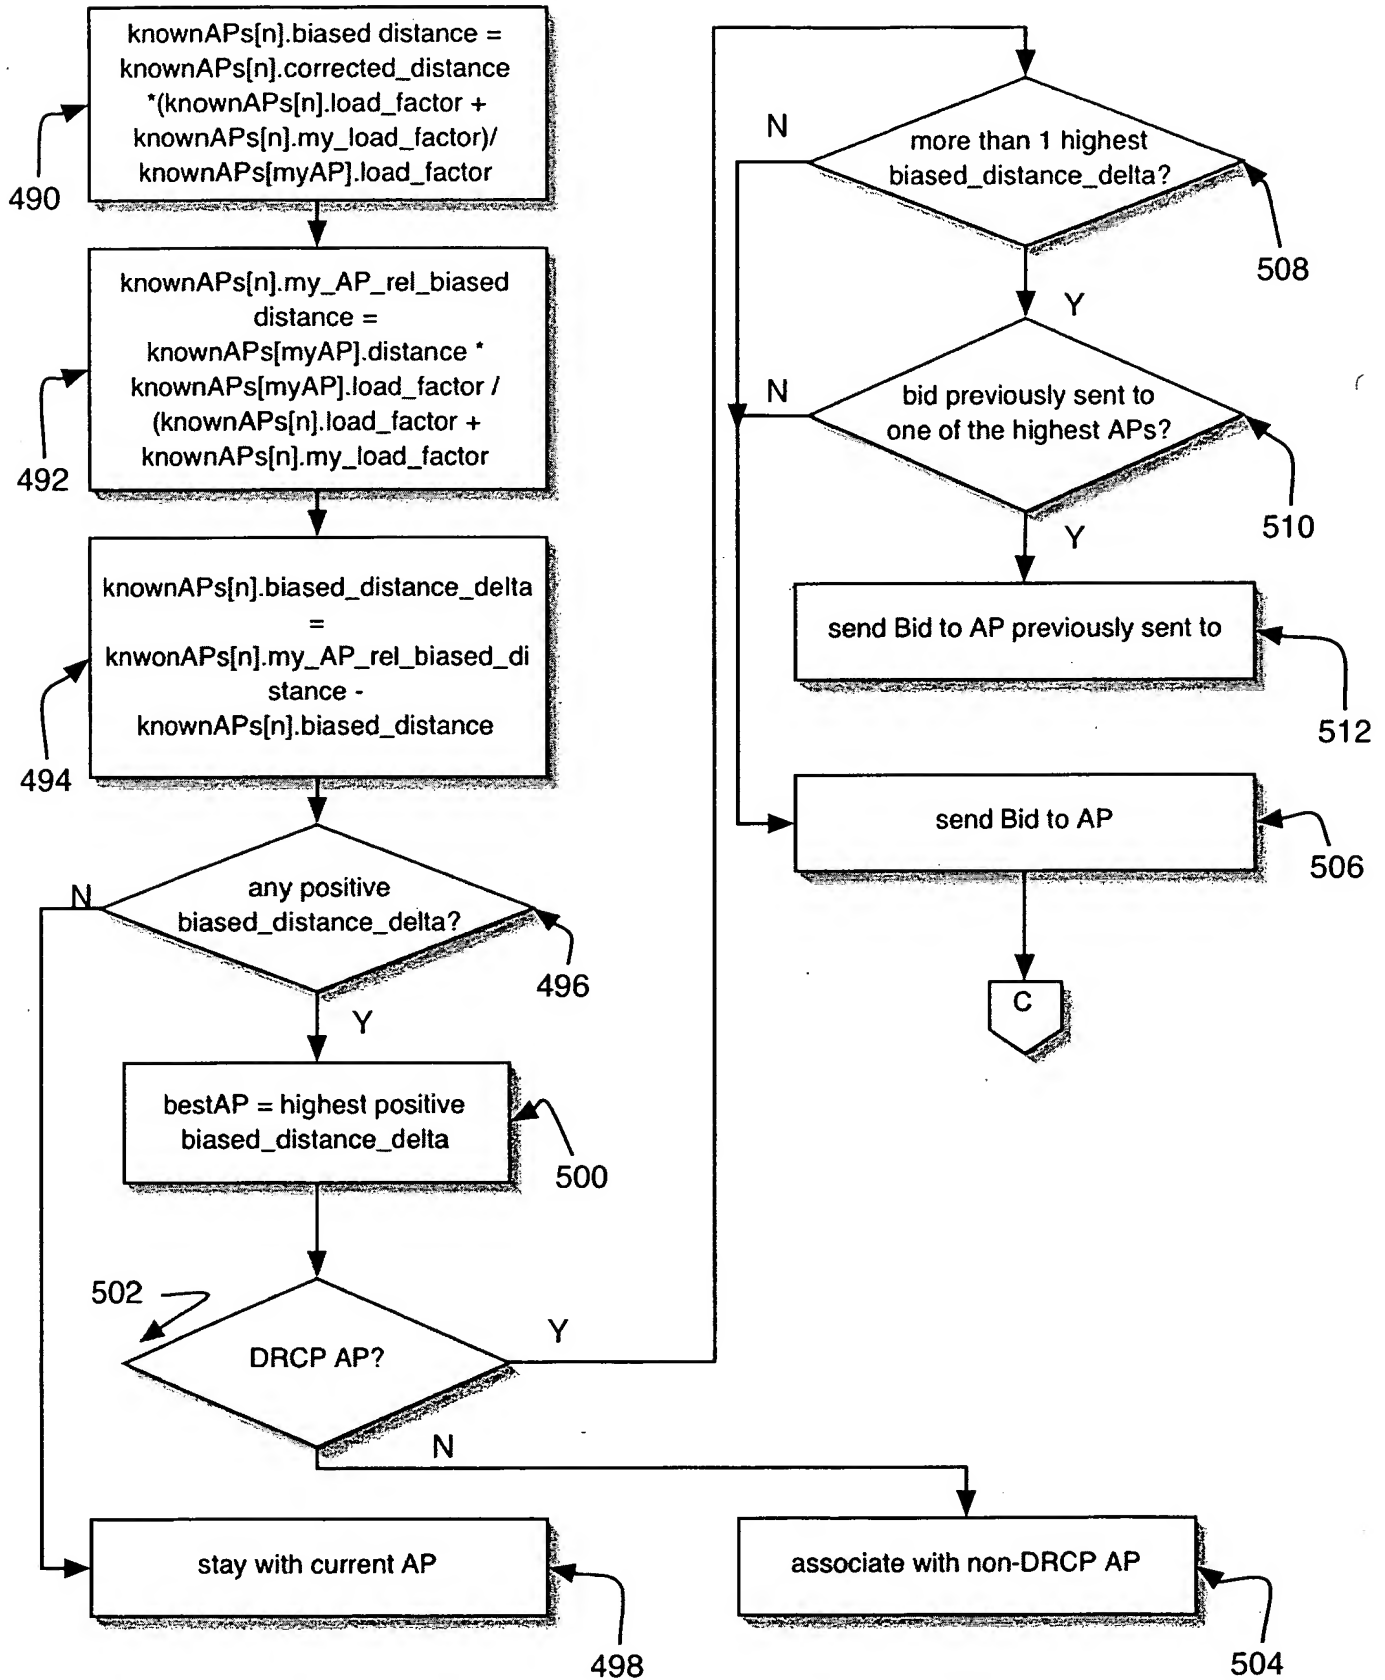 knownAPs[n].biased distance =
knownAPs[n].corrected_distance
*(knownAPs[n].load_factor +
knownAPs[n].my_load_factor)/
knownAPs[myAP].load_factor
490
knownAPs[n].my_AP_rel_biased
distance =
knownAPs[myAP].distance *
knownAPs[myAP].load_factor /
(knownAPs[n].load_factor +
knownAPs[n].my_load_factor
492
knownAPs[n].biased_distance_delta
=
knwonAPs[n].my_AP_rel_biased_di
stance -
knownAPs[n].biased_distance
494
any positive
biased_distance_delta?
N
496
Y
bestAP = highest positive
biased_distance_delta
500
502
DRCP AP?
Y
N
stay with current AP
498
associate with non-DRCP AP
504
more than 1 highest
biased_distance_delta?
N
508
Y
bid previously sent to
one of the highest APs?
N
510
Y
send Bid to AP previously sent to
512
send Bid to AP
506
C